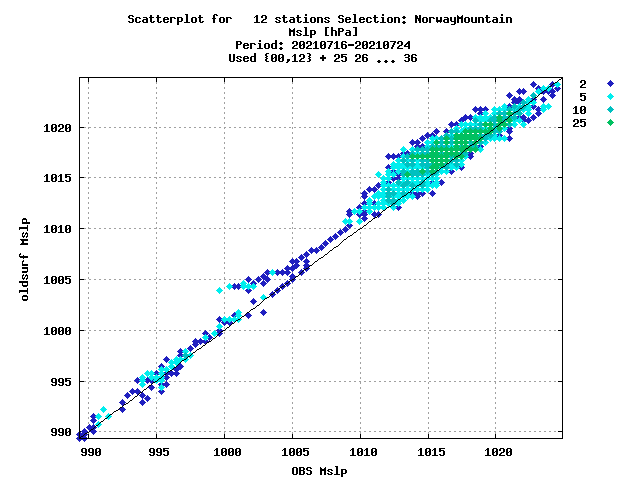 Scatterplot for   12 stations Selection: NorwayMountain
Mslp [hPa]
Period: 20210716-20210724
Used {00,12} + 25 26 ... 36
2
5
10
25
oldsurf Mslp
1020
1015
1010
1005
1000
995
990
990 995 1000 1005 1010 1015 1020
OBS Mslp